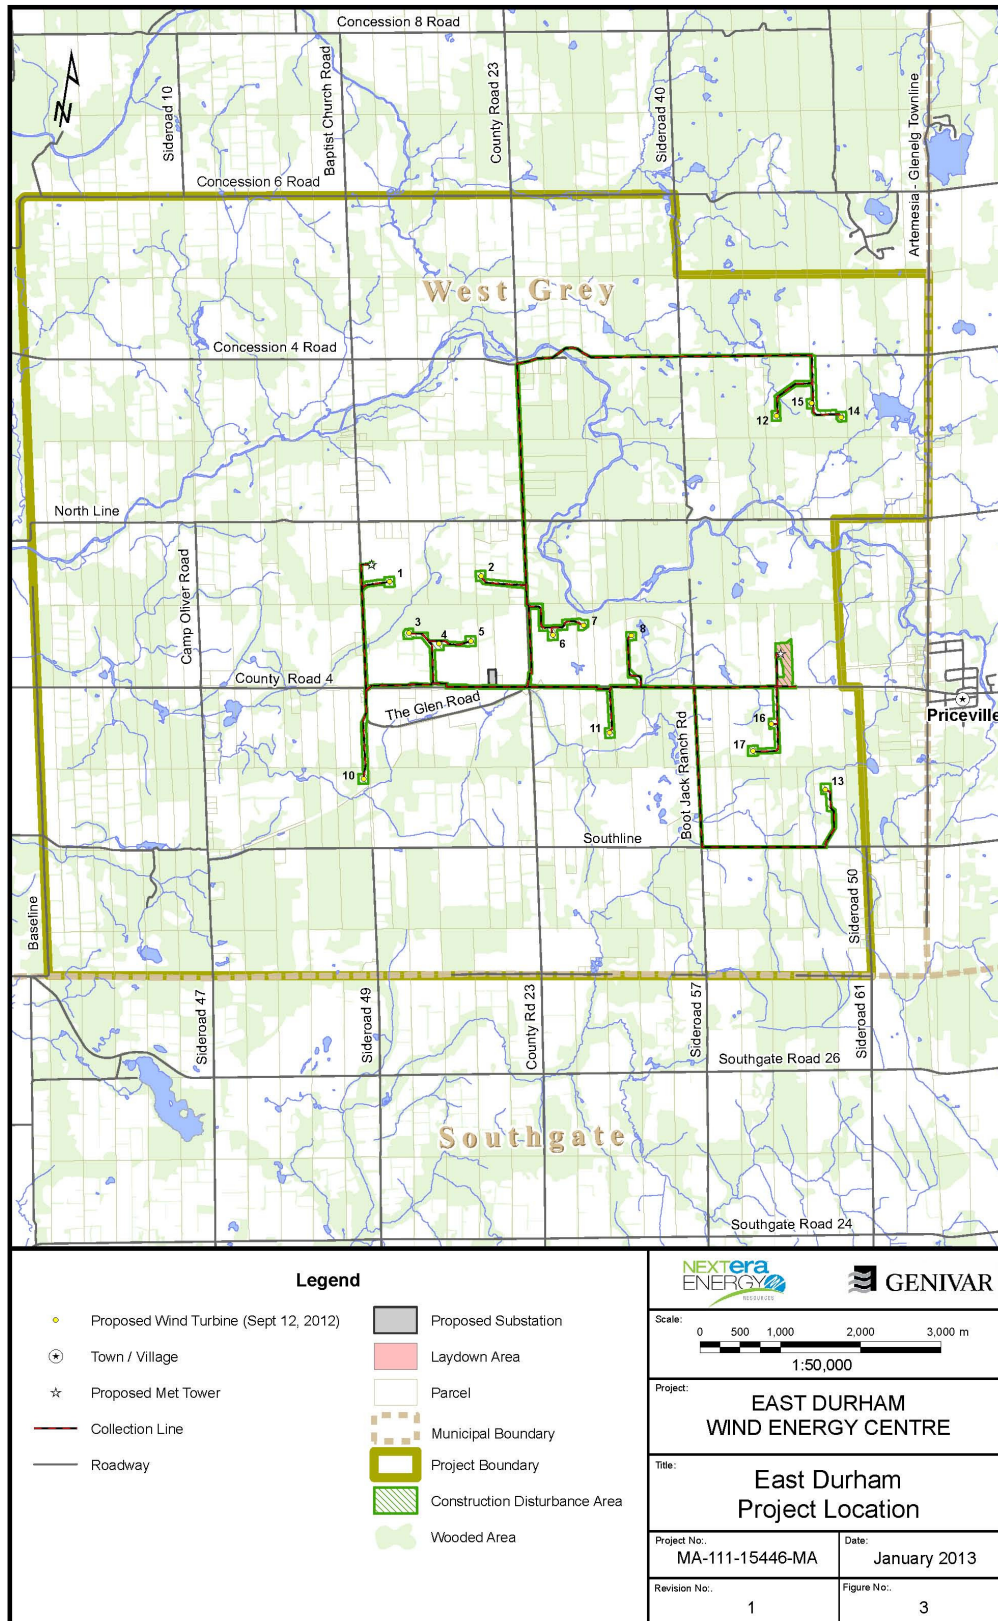 Concession 8 Road
N
Sideroad 10
Baptist Church Road
County Road 23
Sideroad 40
Artemesia - Glenelg Townline
Concession 6 Road
West Grey
Concession 4 Road
12
15
14
North Line
Camp Oliver Road
1
2
3
4
5
6
7
8
County Road 4
The Glen Road
Priceville
11
16
17
10
13
Boot Jack Ranch Rd
Southline
Baseline
Sideroad 50
Sideroad 47
Sideroad 49
County Rd 23
Sideroad 57
Sideroad 61
Southgate Road 26
Southgate
Southgate Road 24
Legend
Proposed Wind Turbine (Sept 12, 2012)
Town / Village
Proposed Met Tower
Collection Line
Roadway
Proposed Substation
Laydown Area
Parcel
Municipal Boundary
Project Boundary
Construction Disturbance Area
Wooded Area
NEXTera
ENERGY
RESOURCES
GENIVAR
Scale:
0 500 1,000 2,000 3,000 m
1:50,000
Project:
EAST DURHAM
WIND ENERGY CENTRE
Title:
East Durham
Project Location
Project No:.
MA-111-15446-MA
Date:
January 2013
Revision No:.
1
Figure No:.
3